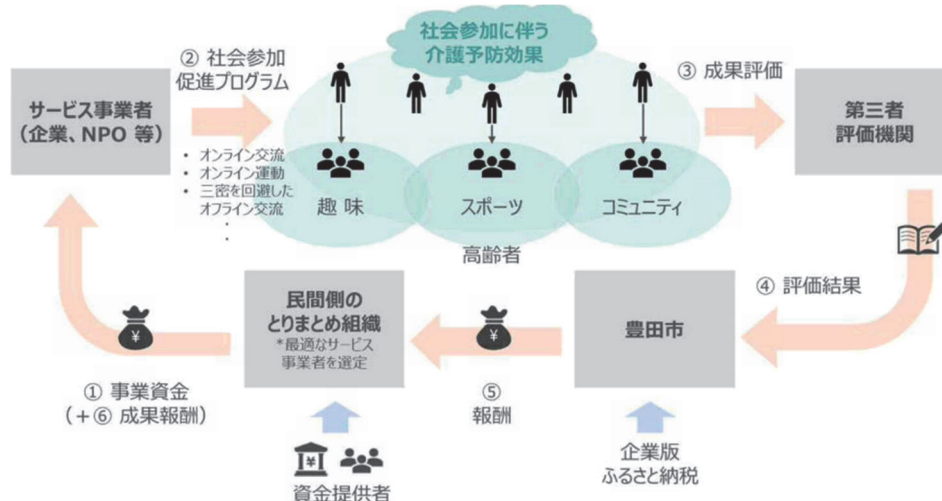 社会参加に伴う
介護予防効果
② 社会参加
促進プログラム
③ 成果評価
サービス事業者
（企業、NPO 等）
第三者
評価機関
• オンライン交流
• オンライン運動
• 三密を回避した
オフライン交流
・
・
趣 味
スポーツ
コミュニティ
高齢者
④ 評価結果
民間側の
とりまとめ組織
*最適なサービス
事業者を選定
豊田市
¥
¥
① 事業資金
（＋⑥ 成果報酬）
⑤
報酬
¥
資金提供者
企業版
ふるさと納税